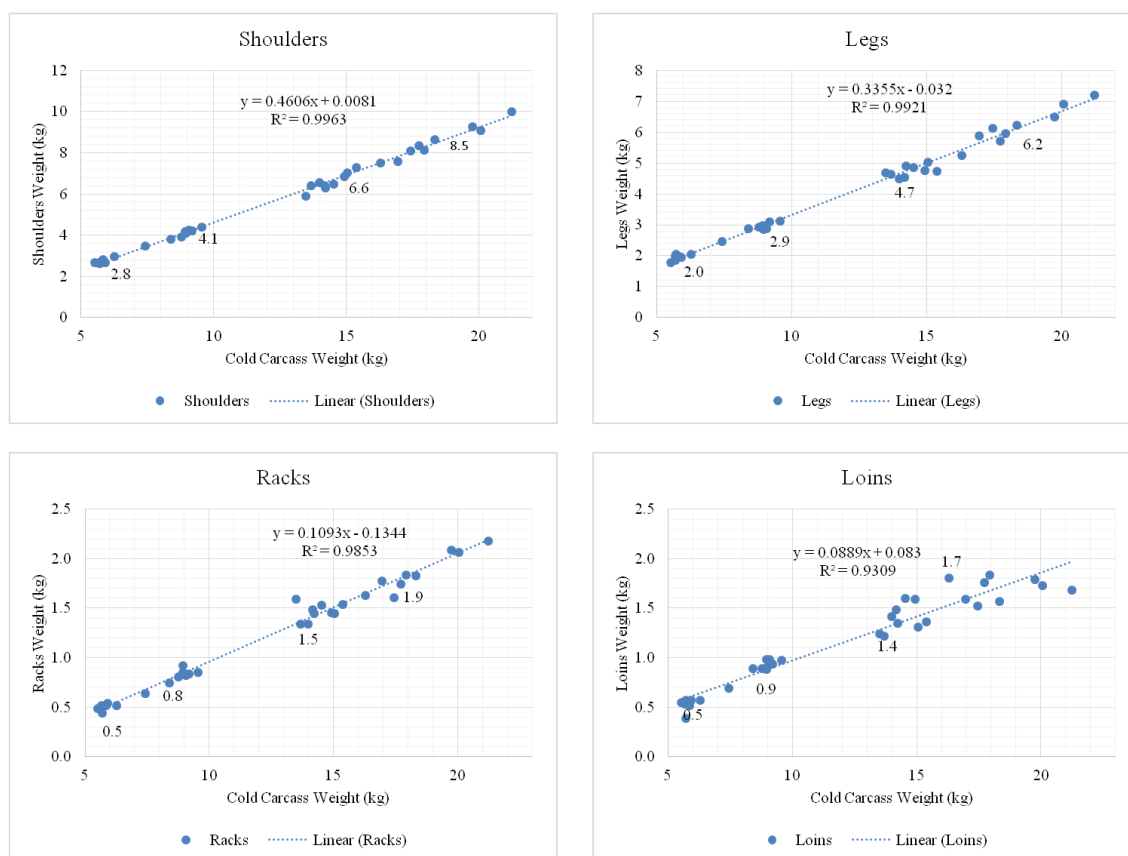 Shoulders
12
10
8
6
4
2
0
Shoulders Weight (kg)
y = 0.4606x + 0.0081
R² = 0.9963
2.8
4.1
6.6
8.5
5 10 15 20
Cold Carcass Weight (kg)
Shoulders Linear (Shoulders)
Legs
8
7
6
5
4
3
2
1
0
Legs Weight (kg)
y = 0.3355x - 0.032
R² = 0.9921
2.0
2.9
4.7
6.2
5 10 15 20
Cold Carcass Weight (kg)
Legs Linear (Legs)
Racks
2.5
2.0
1.5
1.0
0.5
0.0
Racks Weight (kg)
y = 0.1093x - 0.1344
R² = 0.9853
0.5
0.8
1.5
1.9
5 10 15 20
Cold Carcass Weight (kg)
Racks Linear (Racks)
Loins
2.5
2.0
1.5
1.0
0.5
0.0
Loins Weight (kg)
y = 0.0889x + 0.083
R² = 0.9309
0.5
0.9
1.4
1.7
5 10 15 20
Cold Carcass Weight (kg)
Loins Linear (Loins)